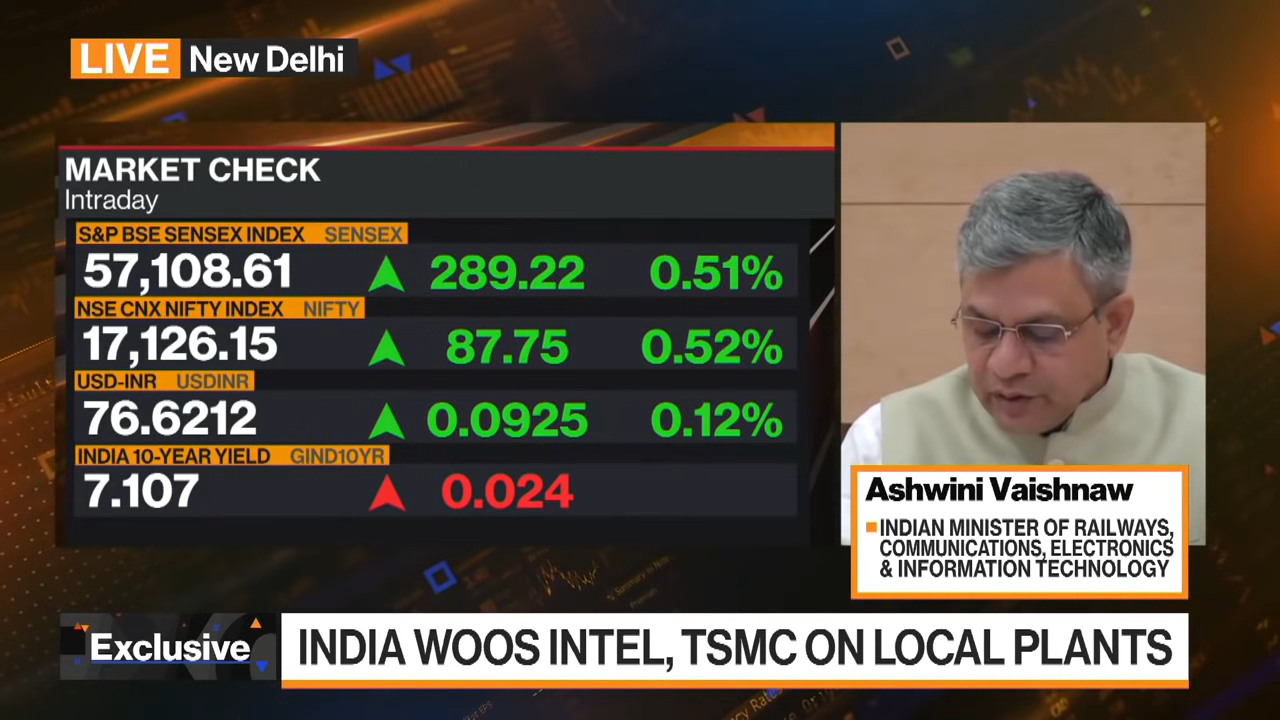 LIVE New Delhi
MARKET CHECK
Intraday
S&P BSE SENSEX INDEX SENSEX
57,108.61 289.22 0.51%
NSE CNX NIFTY INDEX NIFTY
17,126.15 87.75 0.52%
USD-INR USDINR
76.6212 0.0925 0.12%
INDIA 10-YEAR YIELD GIND10YR
7.107 0.024
Ashwini Vaishnaw
INDIAN MINISTER OF RAILWAYS,
COMMUNICATIONS, ELECTRONICS
& INFORMATION TECHNOLOGY
Exclusive
INDIA WOOS INTEL, TSMC ON LOCAL PLANTS